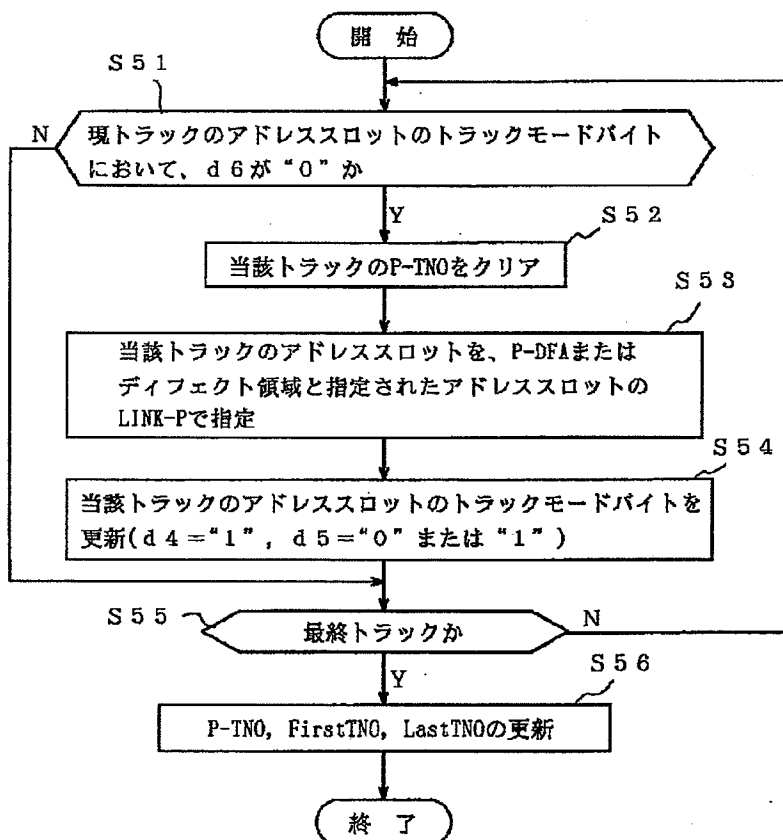 開 始
S51
N
現トラックのアドレススロットのトラックモードバイト
において、d6が“0”か
Y
S52
当該トラックのP-TNOをクリア
S53
当該トラックのアドレススロットを、P-DFAまたは
ディフェクト領域と指定されたアドレススロットの
LINK-Pで指定
S54
当該トラックのアドレススロットのトラックモードバイトを
更新(d4=“1”, d5=“0”または“1”)
S55
最終トラックか
N
Y
S56
P-TNO, FirstTNO, LastTNOの更新
終 了